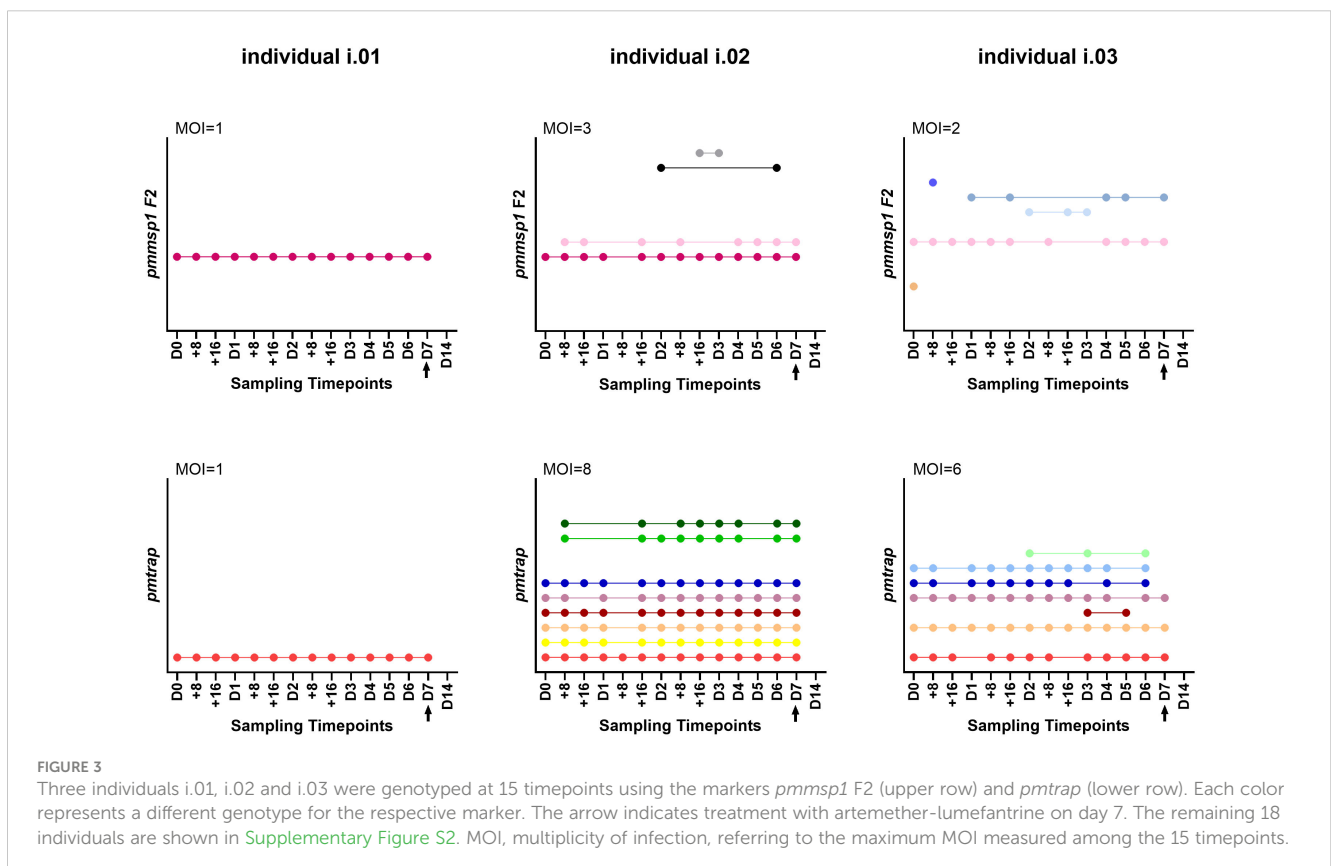 individual i.01 individual i.02 individual i.03
MOI=1 MOI=3 MOI=2
pmmsp1 F2 pmmsp1 F2 pmmsp1 F2
D0 +8 +16 D1 +8 +16 D2 +8 +16 D3 D4 D5 D6 D7 D14
D0 +8 +16 D1 +8 +16 D2 +8 +16 D3 D4 D5 D6 D7 D14
D0 +8 +16 D1 +8 +16 D2 +8 +16 D3 D4 D5 D6 D7 D14
Sampling Timepoints Sampling Timepoints Sampling Timepoints
MOI=1 MOI=8 MOI=6
pmtrap pmtrap pmtrap
D0 +8 +16 D1 +8 +16 D2 +8 +16 D3 D4 D5 D6 D7 D14
D0 +8 +16 D1 +8 +16 D2 +8 +16 D3 D4 D5 D6 D7 D14
D0 +8 +16 D1 +8 +16 D2 +8 +16 D3 D4 D5 D6 D7 D14
Sampling Timepoints Sampling Timepoints Sampling Timepoints
FIGURE 3
Three individuals i.01, i.02 and i.03 were genotyped at 15 timepoints using the markers pmmsp1 F2 (upper row) and pmtrap (lower row). Each color
represents a different genotype for the respective marker. The arrow indicates treatment with artemether-lumefantrine on day 7. The remaining 18
individuals are shown in Supplementary Figure S2. MOI, multiplicity of infection, referring to the maximum MOI measured among the 15 timepoints.